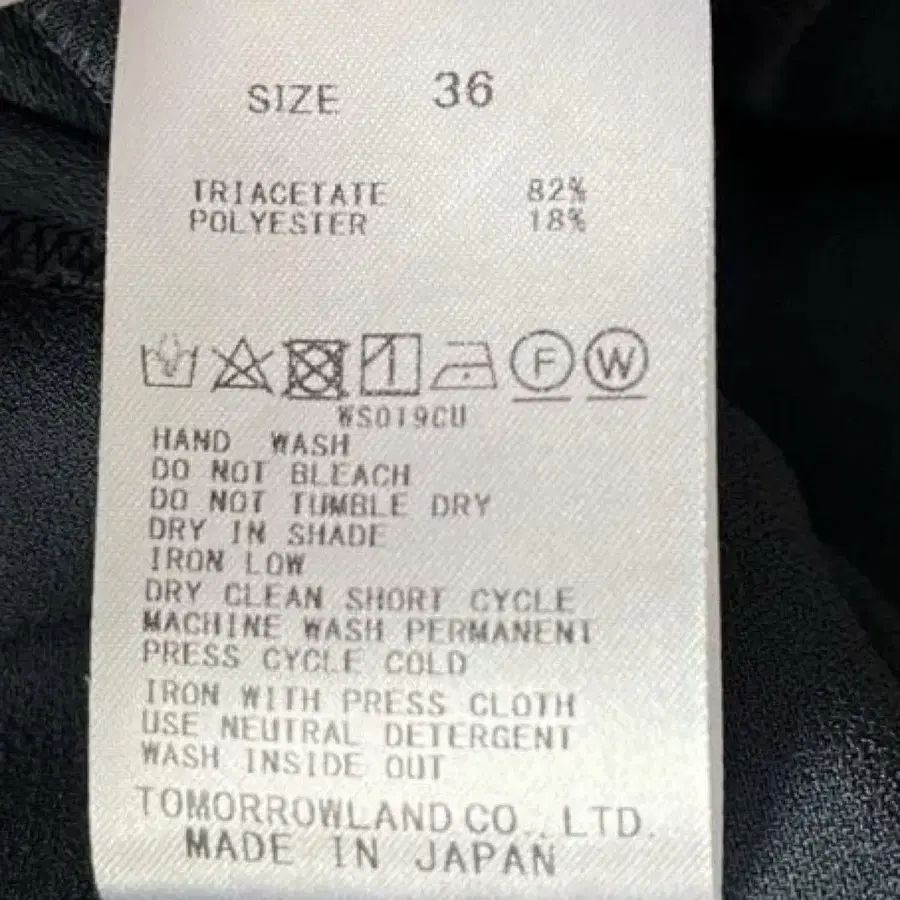 SIZE 36
TRIACETATE 82%
POLYESTER 18%
F W
WS019CU
HAND WASH
DO NOT BLEACH
DO NOT TUMBLE DRY
DRY IN SHADE
IRON LOW
DRY CLEAN SHORT CYCLE
MACHINE WASH PERMANENT
PRESS CYCLE COLD
IRON WITH PRESS CLOTH
USE NEUTRAL DETERGENT
WASH INSIDE OUT
TOMORROWLAND CO., LTD.
MADE IN JAPAN